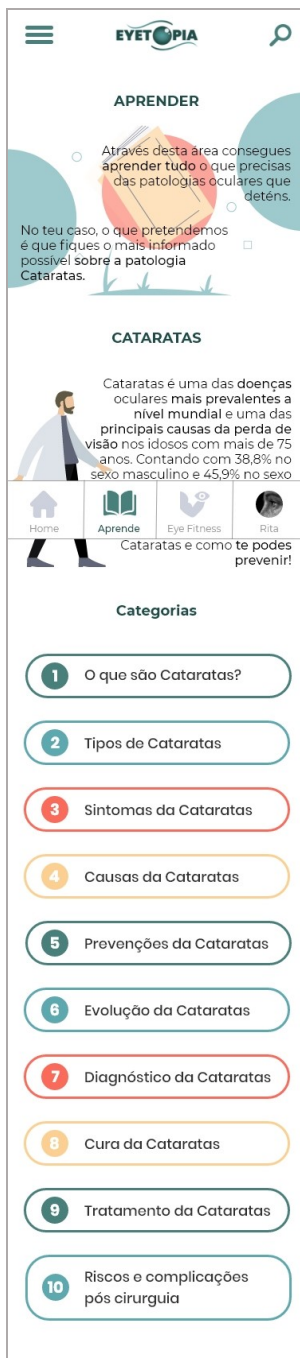 EYETOPIA
APRENDER
Através desta área consegues
aprender tudo o que precisas
das patologias oculares que
deténs.
No teu caso, o que pretendemos
é que fiques o mais informado
possível sobre a patologia
Cataratas.
CATARATAS
Cataratas é uma das doenças
oculares mais prevalentes a
nível mundial e uma das
principais causas da perda de
visão nos idosos com mais de 75
anos. Contando com 38,8% no
sexo masculino e 45,9% no sexo
Home
Aprende
Eye Fitness
Rita
Cataratas e como te podes
prevenir!
Categorias
1 O que são Cataratas?
2 Tipos de Cataratas
3 Sintomas da Cataratas
4 Causas da Cataratas
5 Prevenções da Cataratas
6 Evolução da Cataratas
7 Diagnóstico da Cataratas
8 Cura da Cataratas
9 Tratamento da Cataratas
10 Riscos e complicações
pós cirurguia